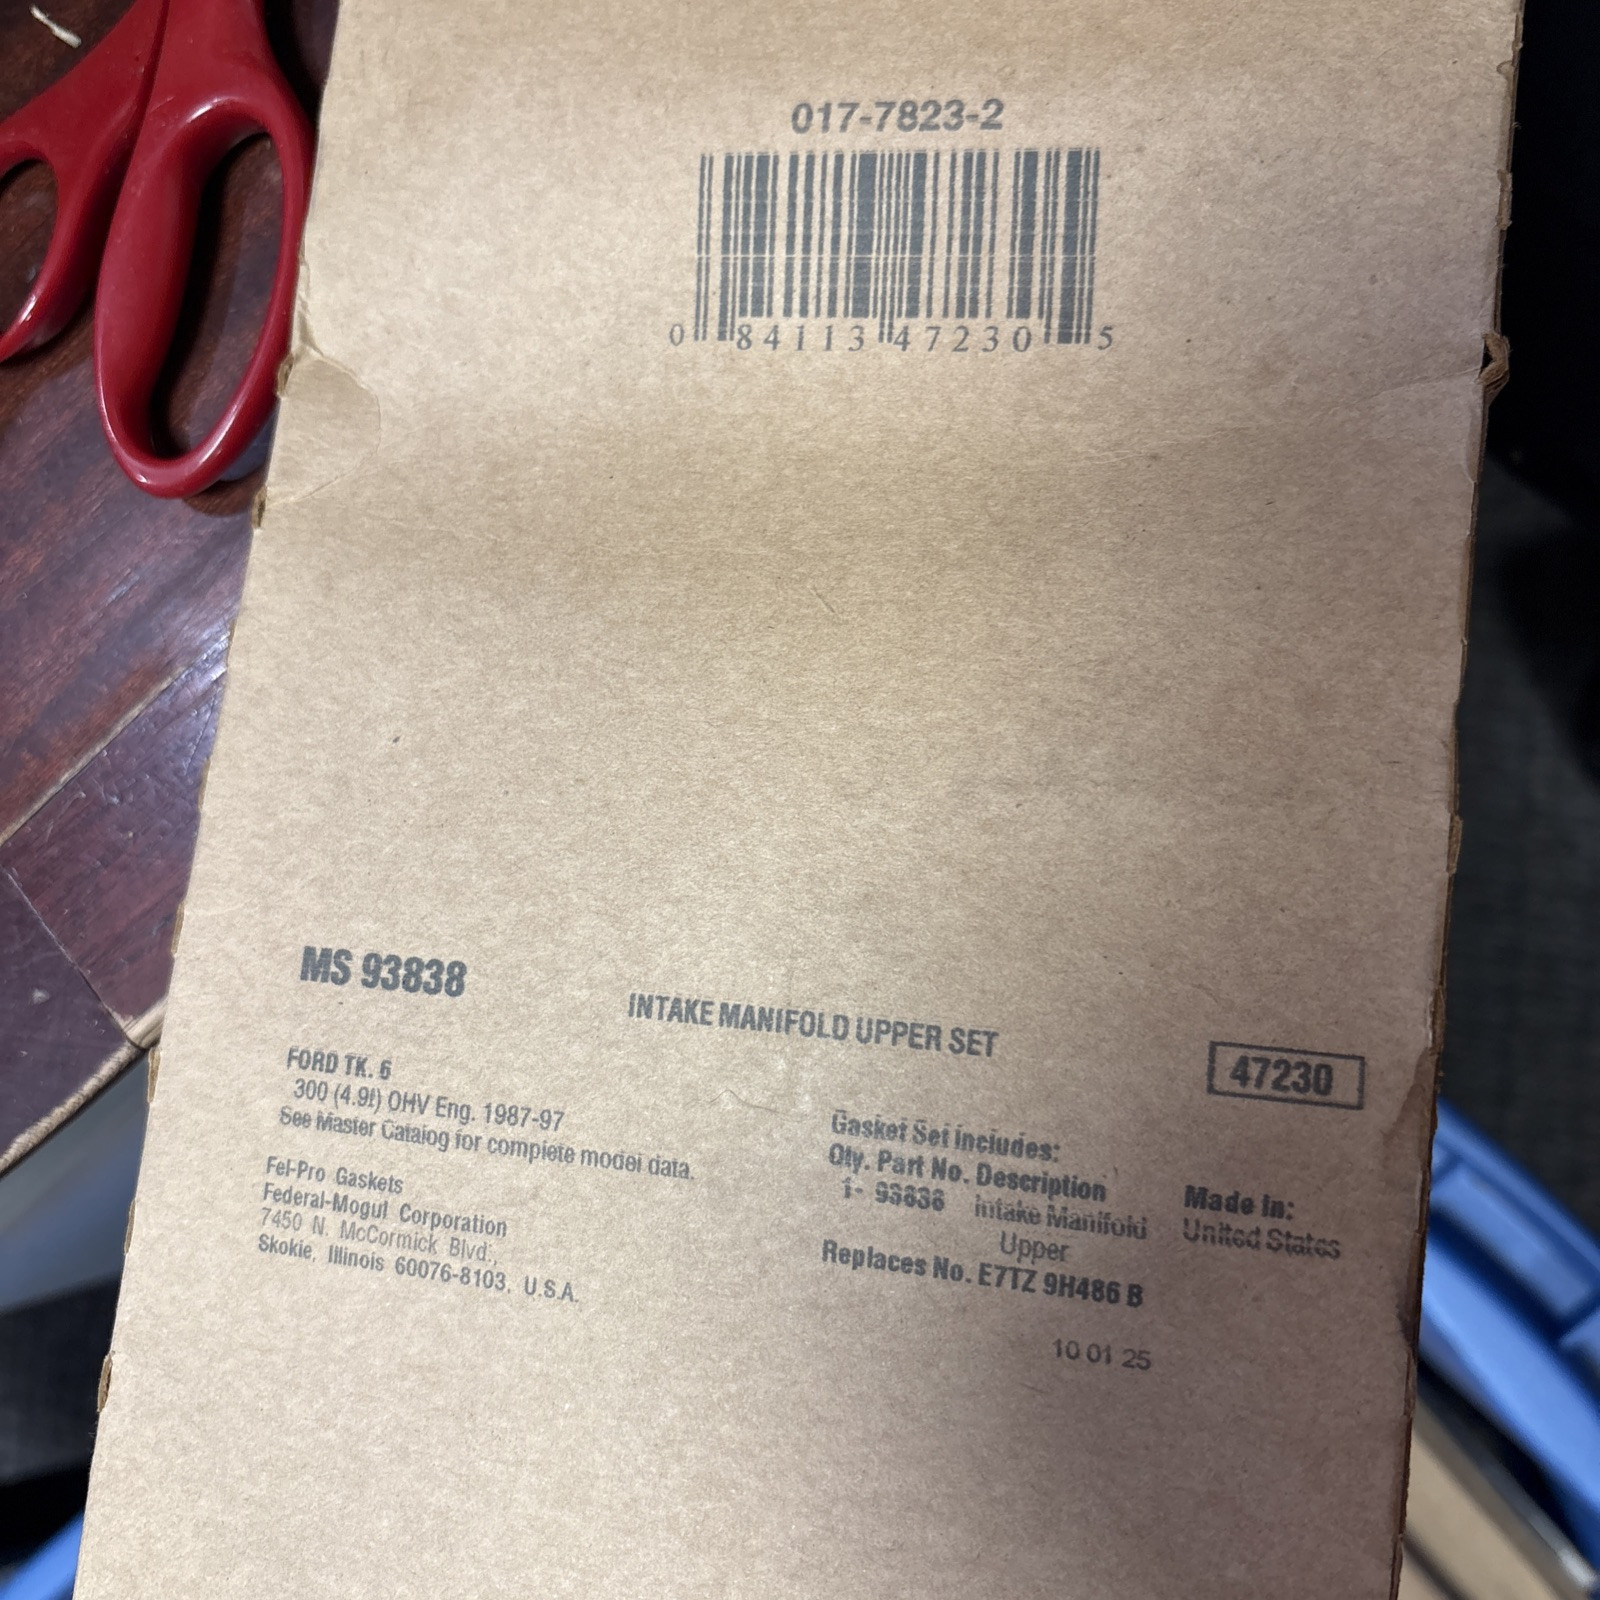 017-7823-2
0 84113 47230 5
MS 93838
INTAKE MANIFOLD UPPER SET
47230
FORD TK. 6
300 (4.9ℓ) OHV Eng. 1987-97
See Master Catalog for complete model data.
Fel-Pro Gaskets
Federal-Mogul Corporation
7450 N. McCormick Blvd.,
Skokie, Illinois 60076-8103, U.S.A.
Gasket Set Includes:
Qty. Part No. Description
1- 93838 Intake Manifold
Upper
Replaces No. E7TZ 9H486 B
Made In:
United States
10 01 25